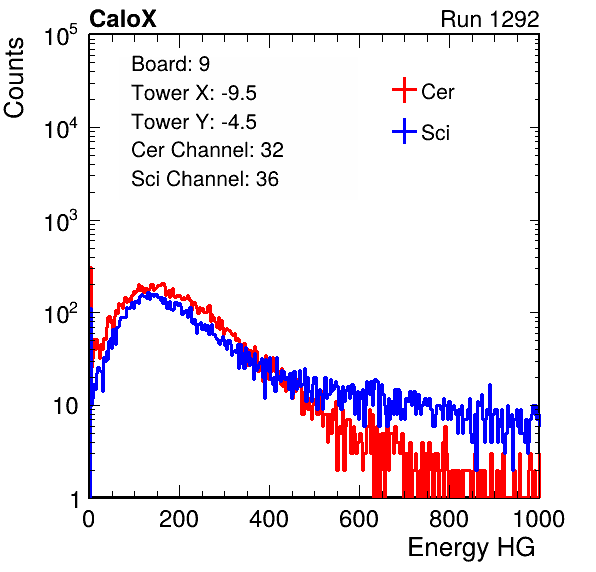 CaloX Run 1292
Counts
Board: 9
Tower X: -9.5
Tower Y: -4.5
Cer Channel: 32
Sci Channel: 36
Cer
Sci
10^5
10^4
10^3
10^2
10
1
0 200 400 600 800 1000
Energy HG